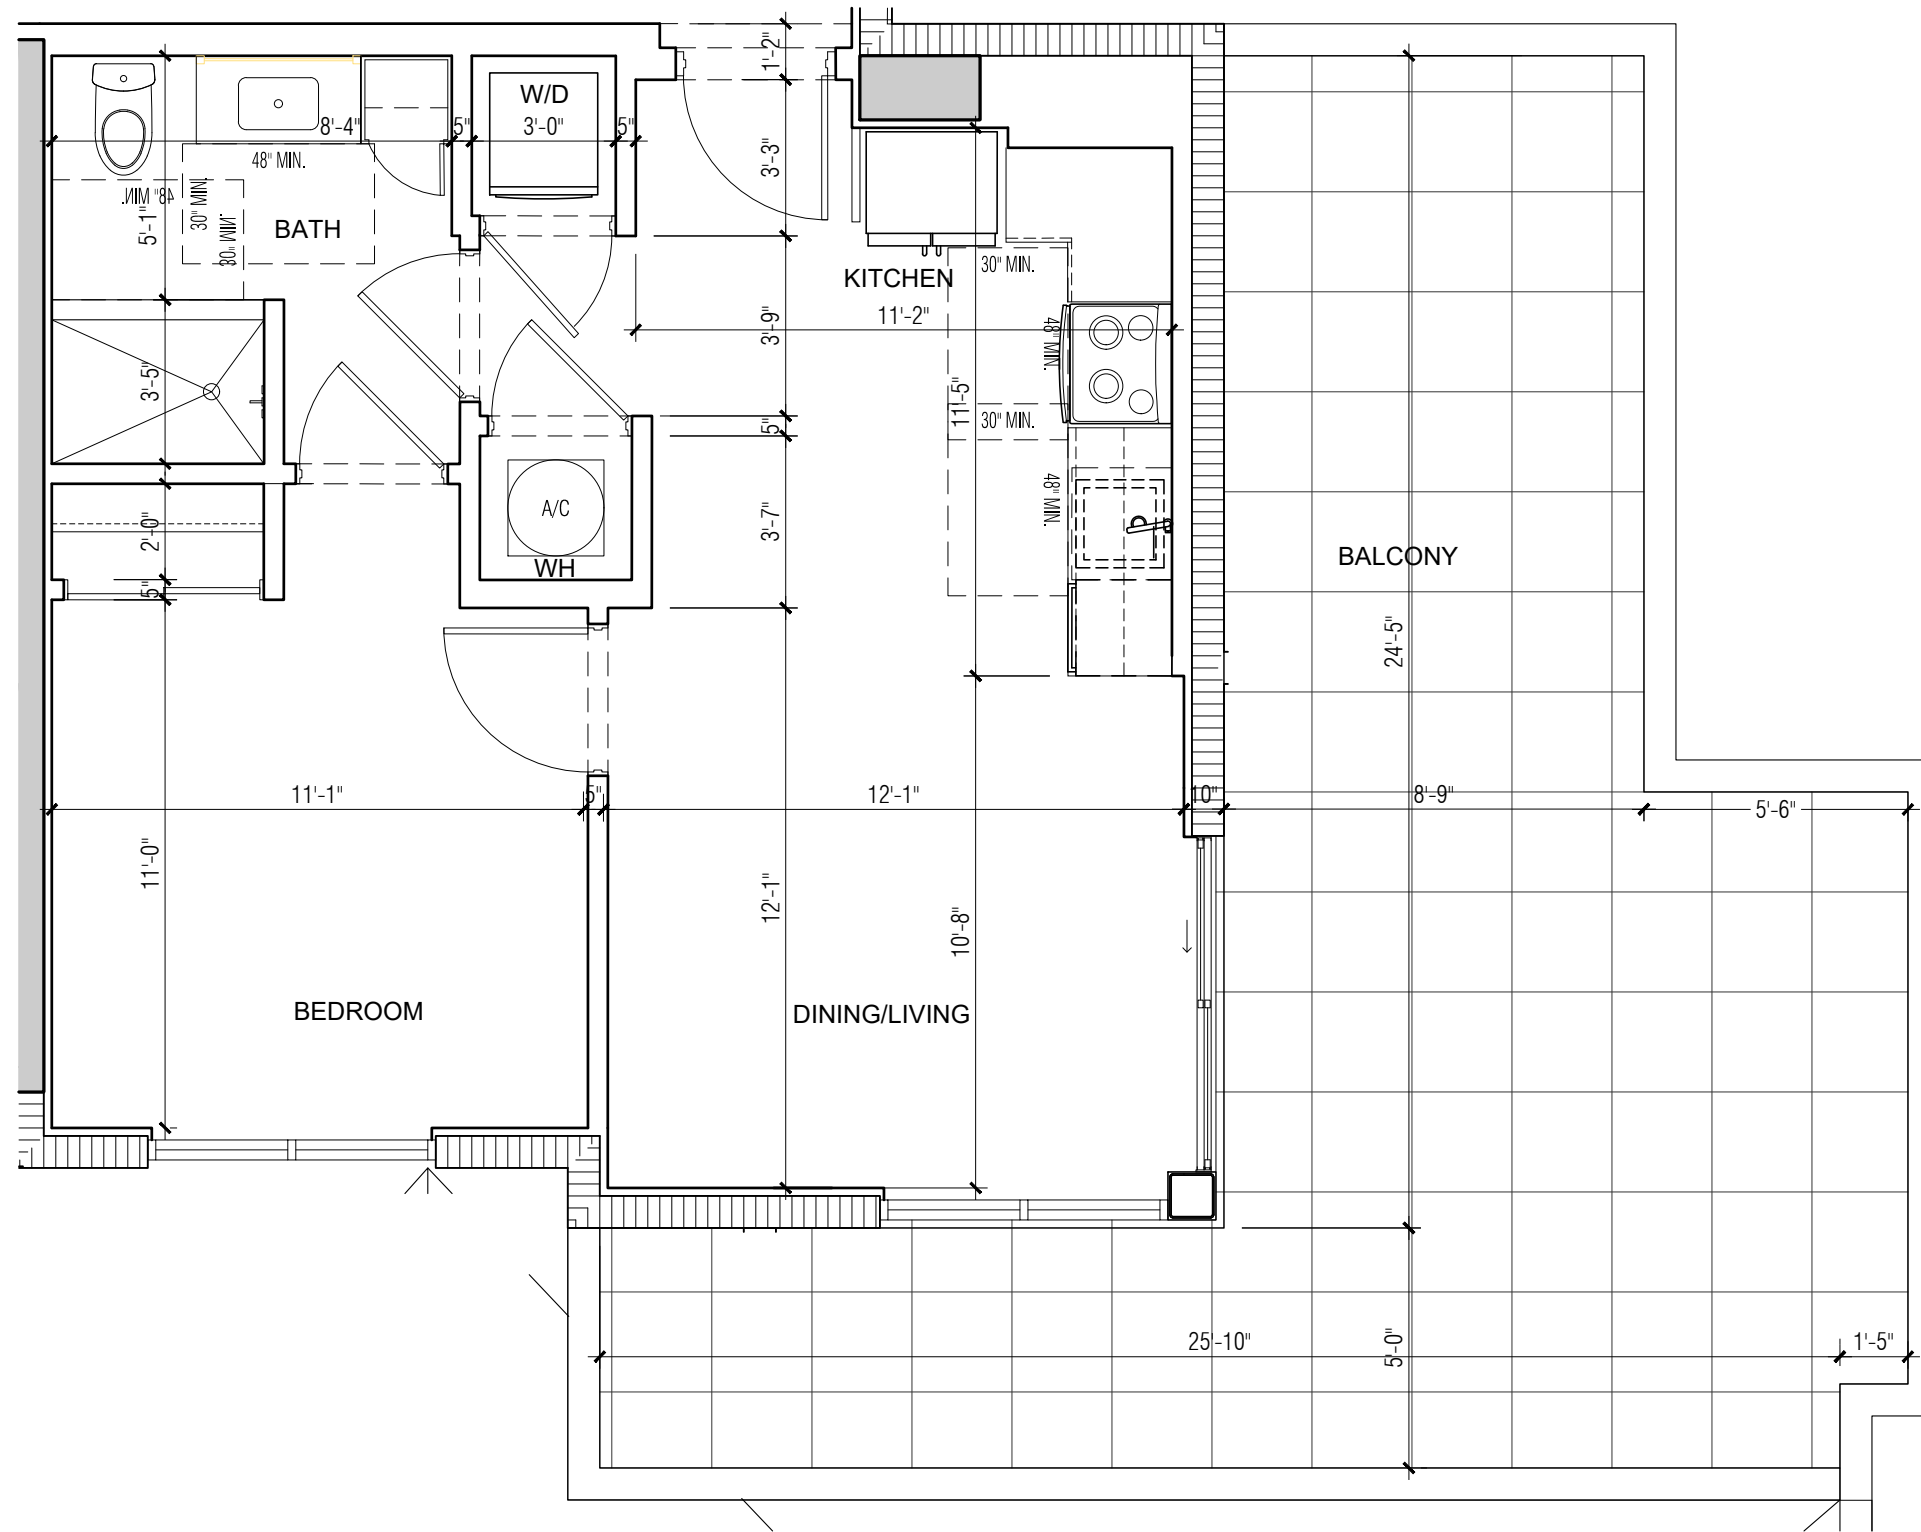 1'-2"
W/D
8'-4"
5"
3'-0"
5"
3'-3"
48" MIN.
48" MIN.
30" MIN.
30" MIN.
5'-1"
BATH
KITCHEN
30" MIN.
11'-2"
3'-9"
48" MIN.
3'-5"
11'-5"
5"
30" MIN.
A/C
WH
48" MIN.
3'-7"
2'-0"
5"
BALCONY
24'-5"
11'-1"
5"
12'-1"
10"
8'-9"
5'-6"
11'-0"
12'-1"
10'-8"
BEDROOM
DINING/LIVING
25'-10"
5'-0"
1'-5"